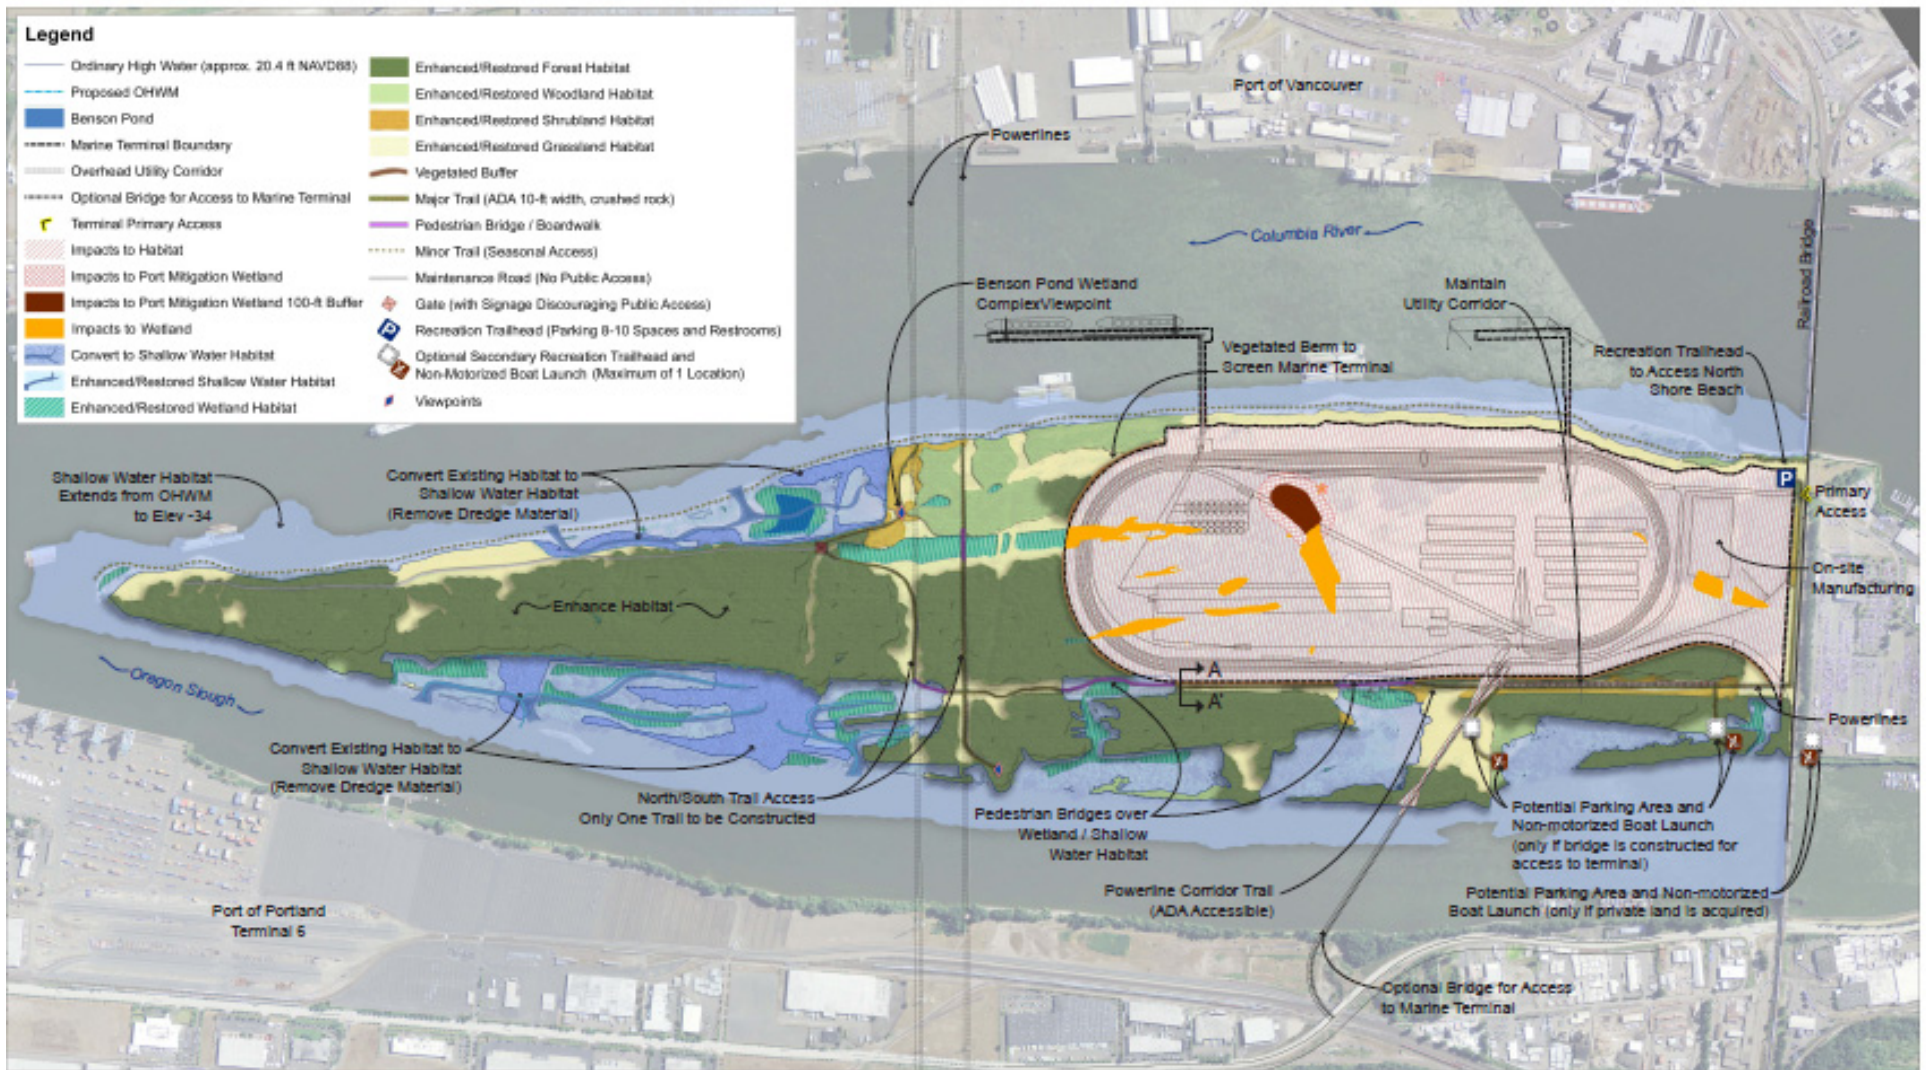 Legend
Ordinary High Water (approx. 20.4 ft NAVD88)
Proposed OHWM
Benson Pond
Marine Terminal Boundary
Overhead Utility Corridor
Optional Bridge for Access to Marine Terminal
Terminal Primary Access
Impacts to Habitat
Impacts to Port Mitigation Wetland
Impacts to Port Mitigation Wetland 100-ft Buffer
Impacts to Wetland
Convert to Shallow Water Habitat
Enhanced/Restored Shallow Water Habitat
Enhanced/Restored Wetland Habitat
Enhanced/Restored Forest Habitat
Enhanced/Restored Woodland Habitat
Enhanced/Restored Shrubland Habitat
Enhanced/Restored Grassland Habitat
Vegetated Buffer
Major Trail (ADA 10-ft width, crushed rock)
Pedestrian Bridge / Boardwalk
Minor Trail (Seasonal Access)
Maintenance Road (No Public Access)
Gate (with Signage Discouraging Public Access)
P
Recreation Trailhead (Parking 8-10 Spaces and Restrooms)
Optional Secondary Recreation Trailhead and
Non-Motorized Boat Launch (Maximum of 1 Location)
Viewpoints
Port of Vancouver
Powerlines
Columbia River
Railroad Bridge
Benson Pond Wetland
ComplexViewpoint
Maintain
Utility Corridor
Vegetated Berm to
Screen Marine Terminal
Recreation Trailhead
to Access North
Shore Beach
P
Primary
Access
On-site
Manufacturing
Shallow Water Habitat
Extends from OHWM
to Elev -34
Convert Existing Habitat to
Shallow Water Habitat
(Remove Dredge Material)
Enhance Habitat
Oregon Slough
A
A'
Powerlines
Convert Existing Habitat to
Shallow Water Habitat
(Remove Dredge Material)
North/South Trail Access
Only One Trail to be Constructed
Pedestrian Bridges over
Wetland / Shallow
Water Habitat
Potential Parking Area and
Non-motorized Boat Launch
(only if bridge is constructed for
access to terminal)
Powerline Corridor Trail
(ADA Accessible)
Potential Parking Area and Non-motorized
Boat Launch (only if private land is acquired)
Port of Portland
Terminal 6
Optional Bridge for Access
to Marine Terminal